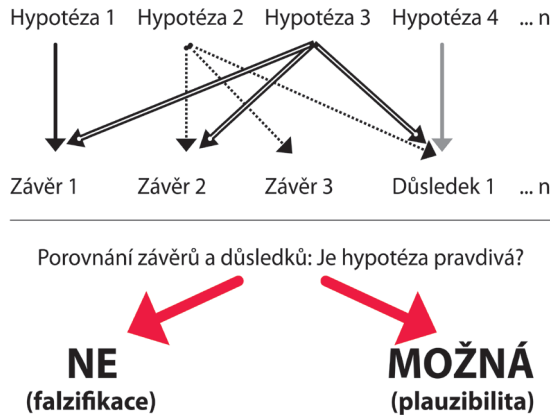 Hypotéza 1 Hypotéza 2 Hypotéza 3 Hypotéza 4 ... n
Závěr 1 Závěr 2 Závěr 3 Důsledek 1 ... n
Porovnání závěrů a důsledků: Je hypotéza pravdivá?
NE MOŽNÁ
(falzifikace) (plauzibilita)